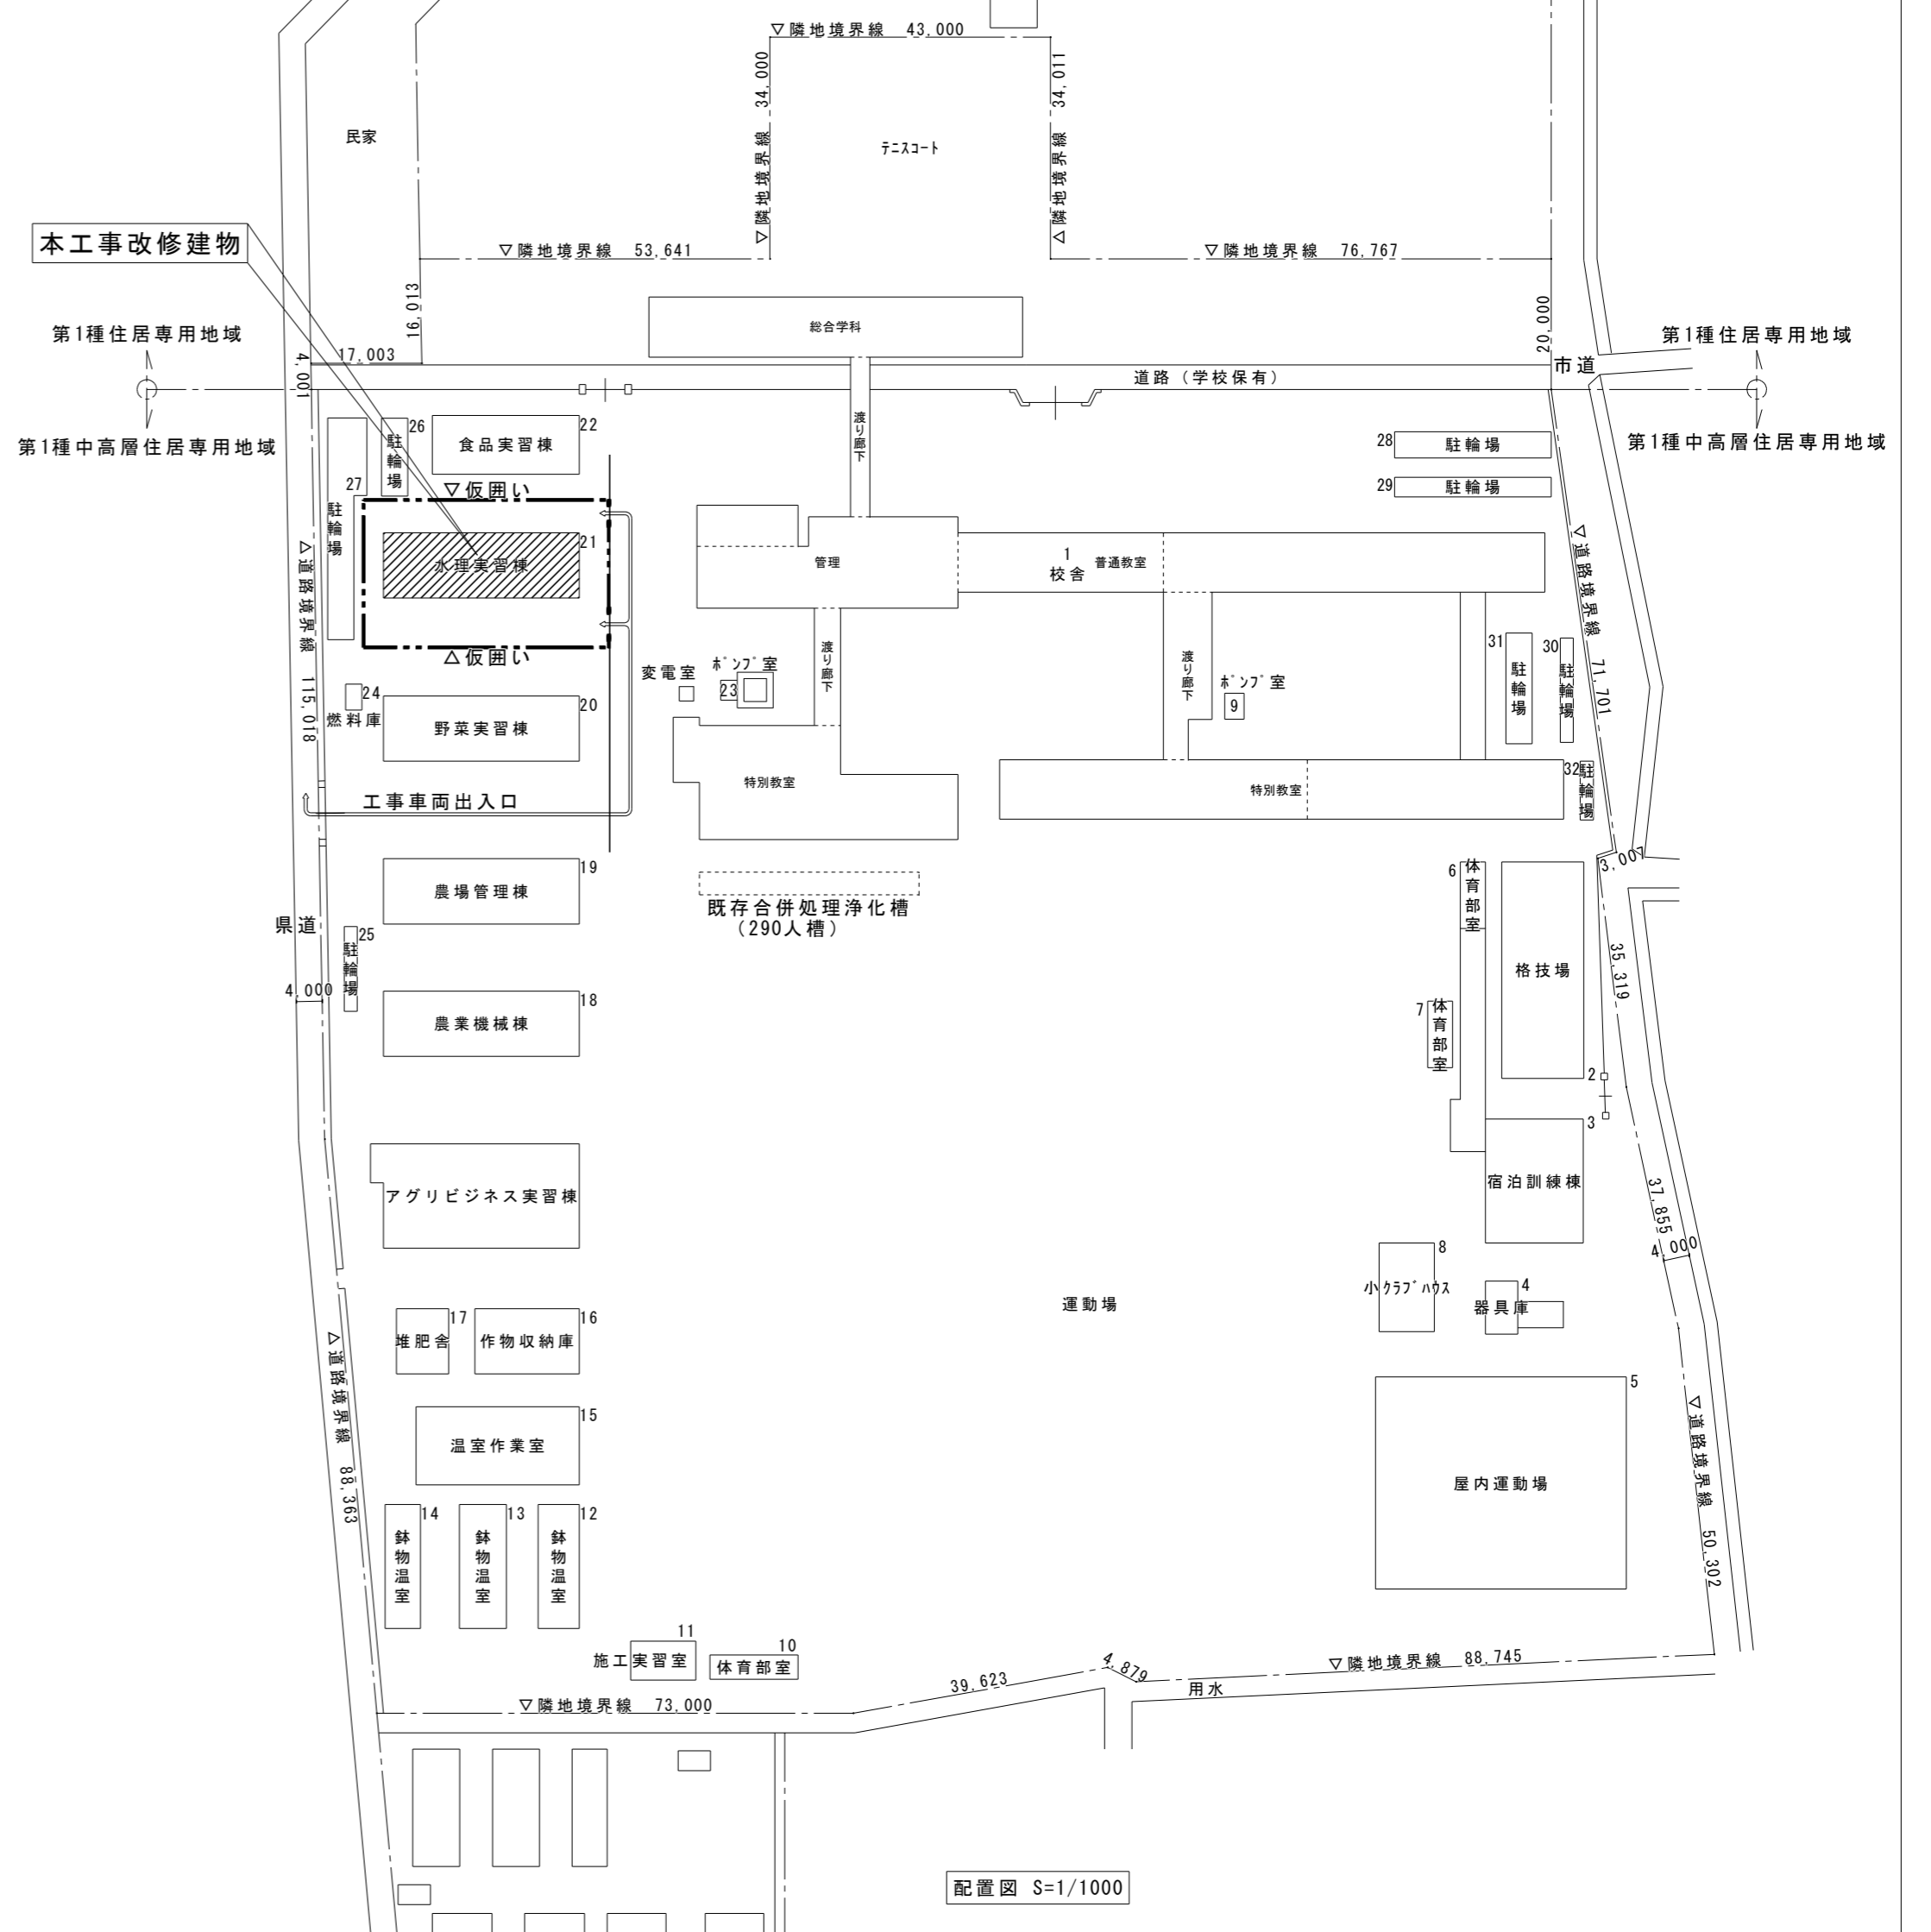 ▽隣地境界線 43,000
▽隣地境界線 34,000
△隣地境界線 34,011
民家
テニスコート
本工事改修建物
▽隣地境界線 53,641
▽隣地境界線 76,767
16,013
20,000
総合学科
第1種住居専用地域
第1種住居専用地域
4,001
17,003
道路（学校保有）
市道
第1種中高層住居専用地域
第1種中高層住居専用地域
渡り廊下
駐輪場
26
食品実習棟
22
28
駐輪場
29
駐輪場
27
駐輪場
▽仮囲い
水理実習棟
21
△仮囲い
管理
1
校舎
普通教室
△道路境界線 115,018
▽道路境界線 71,701
渡り廊下
渡り廊下
変電室
ポンプ室
23
ポンプ室
9
31
駐輪場
30
駐輪場
24
燃料庫
野菜実習棟
20
特別教室
特別教室
32
駐輪場
工事車両出入口
農場管理棟
19
既存合併処理浄化槽
（290人槽）
6
体育部室
3,007
県道
25
駐輪場
4,000
農業機械棟
18
格技場
35,319
7
体育部室
2
3
宿泊訓練棟
アグリビジネス実習棟
37,855
4,000
8
小クラブハウス
4
器具庫
運動場
堆肥舎
17
作物収納庫
16
△道路境界線 88,363
5
屋内運動場
▽道路境界線 50,302
温室作業室
15
鉢物温室
14
鉢物温室
13
鉢物温室
12
11
施工実習室
10
体育部室
▽隣地境界線 73,000
39,623
4,879
▽隣地境界線 88,745
用水
配置図 S=1/1000